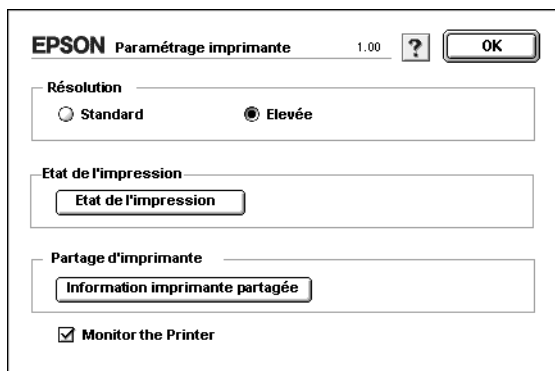 EPSON Paramétrage imprimante 1.00 ? OK
Résolution
Standard Elevée
Etat de l'impression
Etat de l'impression
Partage d'imprimante
Information imprimante partagée
Monitor the Printer